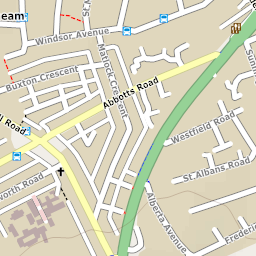 eam
Windsor Avenue
Matlock Crescent
Buxton Crescent
Abbotts Road
Road
Westfield Road
St Albans Road
worth Road
Alberta Avenue
Frederic